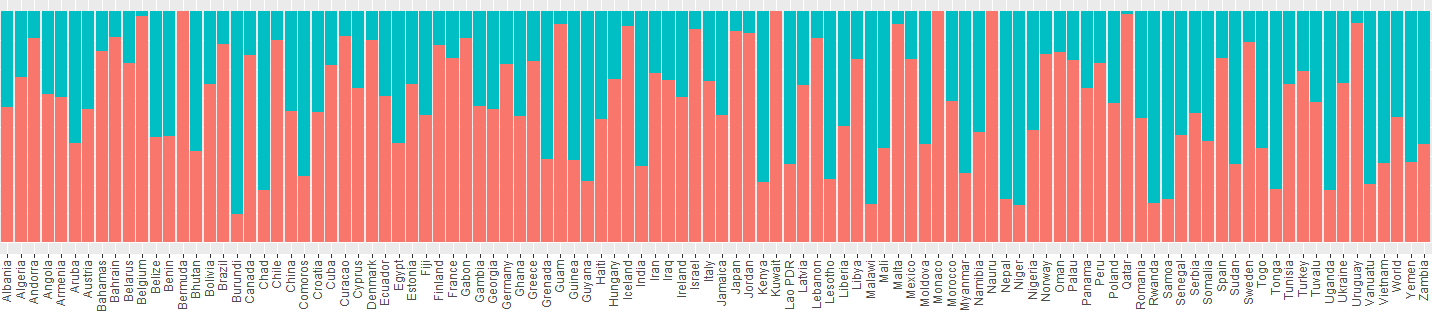 Albania
Algeria
Andorra
Angola
Armenia
Aruba
Austria
Bahamas
Bahrain
Belarus
Belgium
Belize
Benin
Bermuda
Bhutan
Bolivia
Brazil
Burundi
Canada
Chad
Chile
China
Comoros
Croatia
Cuba
Curacao
Cyprus
Denmark
Ecuador
Egypt
Estonia
Fiji
Finland
France
Gabon
Gambia
Georgia
Germany
Ghana
Greece
Grenada
Guam
Guinea
Guyana
Haiti
Hungary
Iceland
India
Iran
Iraq
Ireland
Israel
Italy
Jamaica
Japan
Jordan
Kenya
Kuwait
Lao PDR
Latvia
Lebanon
Lesotho
Liberia
Libya
Malawi
Mali
Malta
Mexico
Moldova
Monaco
Morocco
Myanmar
Namibia
Nauru
Nepal
Niger
Nigeria
Norway
Oman
Palau
Panama
Peru
Poland
Qatar
Romania
Rwanda
Samoa
Senegal
Serbia
Somalia
Spain
Sudan
Sweden
Togo
Tonga
Tunisia
Turkey
Tuvalu
Uganda
Ukraine
Uruguay
Vanuatu
Vietnam
World
Yemen
Zambia